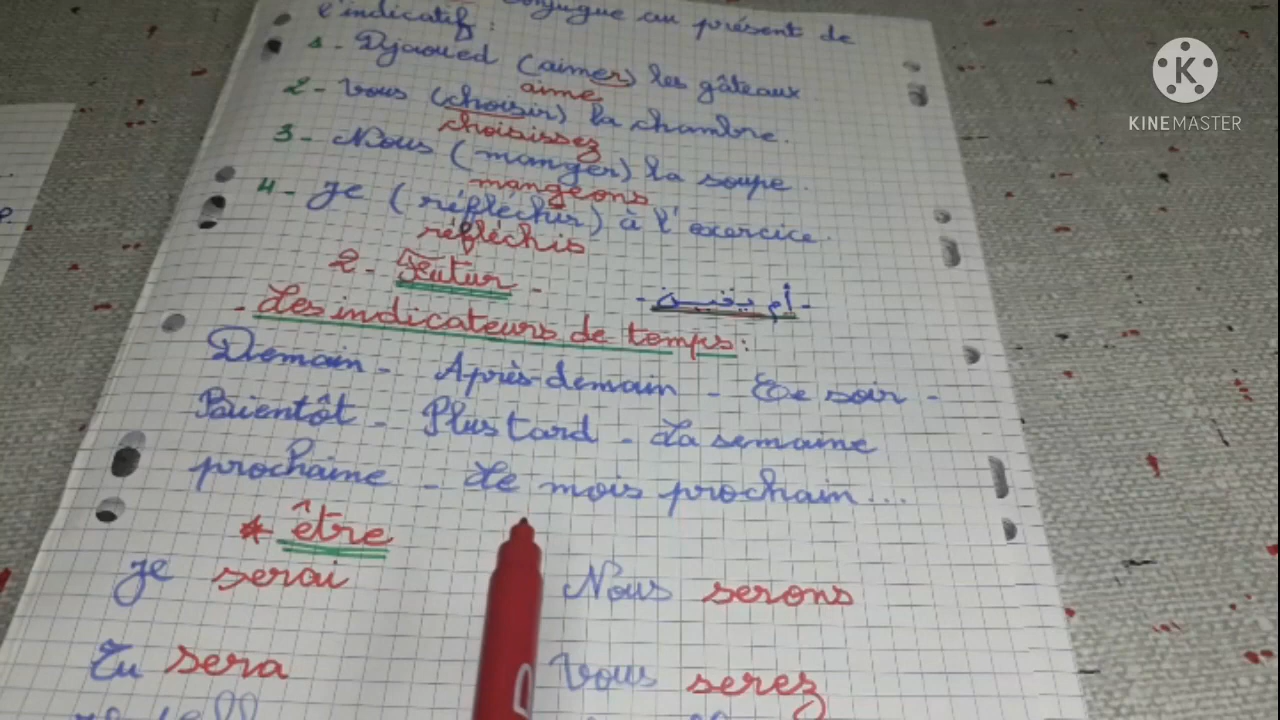 conjugue au présent de
l'indicatif :
1- Djaoued (aimer) les gâteaux
aime
2- Vous (choisir) la chambre.
choisissez
3- Nous (manger) la soupe.
mangeons
4- Je (réfléchir) à l'exercice.
réfléchis
2- Futur -
- أم يقين -
- Les indicateurs de temps :
Demain - Après-demain - Ce soir -
Bientôt - Plus tard - La semaine
prochaine - Le mois prochain...
* être
Je serai Nous serons
Tu sera Vous serez
KINEMASTER